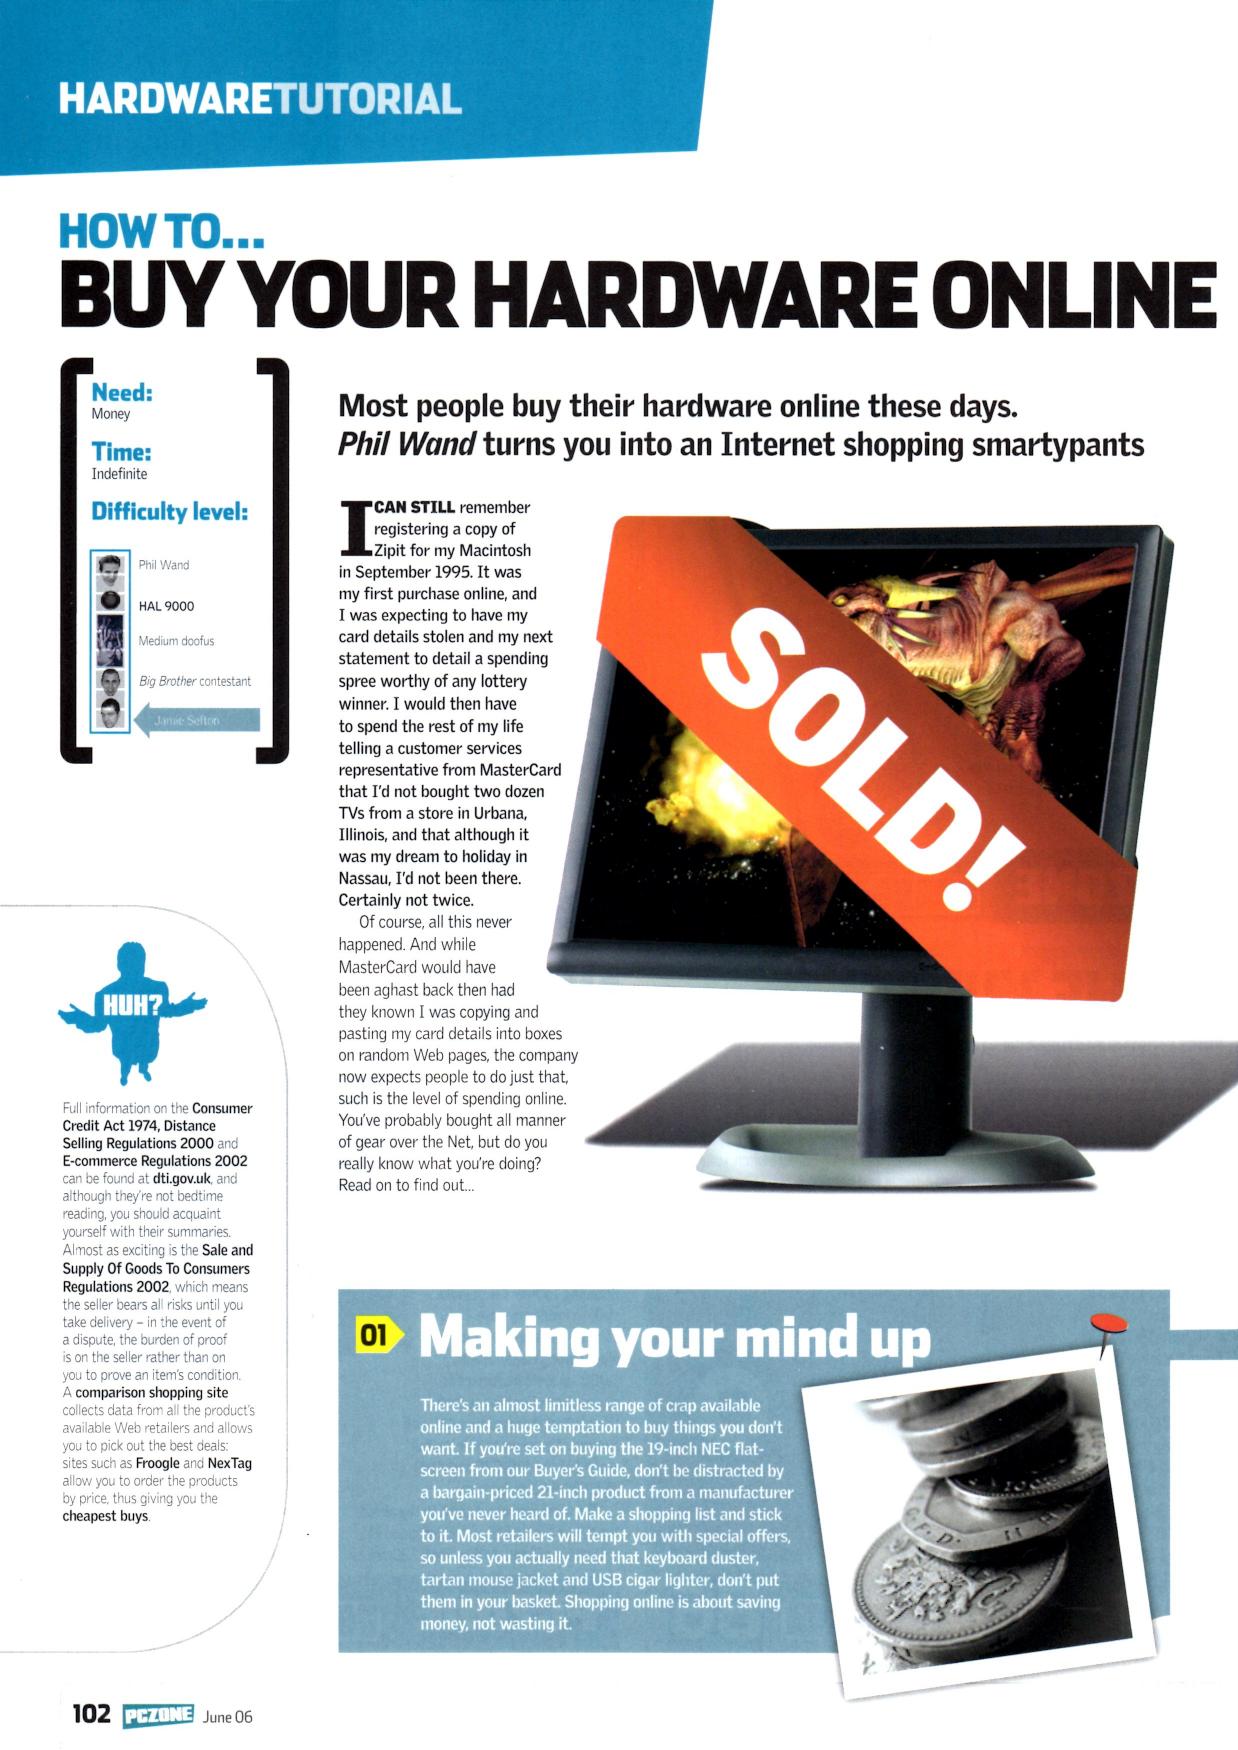 HARDWARETUTORIAL
HOW TO...
BUY YOUR HARDWARE ONLINE
Need:
Money
Time:
Indefinite
Difficulty level:
Phil Wand
HAL 9000
Medium doofus
Big Brother contestant
Jamie Sefton
Most people buy their hardware online these days.
Phil Wand turns you into an Internet shopping smartypants
I CAN STILL remember
registering a copy of
Zipit for my Macintosh
in September 1995. It was
my first purchase online, and
I was expecting to have my
card details stolen and my next
statement to detail a spending
spree worthy of any lottery
winner. I would then have
to spend the rest of my life
telling a customer services
representative from MasterCard
that I'd not bought two dozen
TVs from a store in Urbana,
Illinois, and that although it
was my dream to holiday in
Nassau, I'd not been there.
Certainly not twice.
Of course, all this never
happened. And while
MasterCard would have
been aghast back then had
they known I was copying and
pasting my card details into boxes
on random Web pages, the company
now expects people to do just that,
such is the level of spending online.
You've probably bought all manner
of gear over the Net, but do you
really know what you're doing?
Read on to find out...
SOLD!
HUH?
Full information on the Consumer
Credit Act 1974, Distance
Selling Regulations 2000 and
E-commerce Regulations 2002
can be found at dti.gov.uk, and
although they're not bedtime
reading, you should acquaint
yourself with their summaries.
Almost as exciting is the Sale and
Supply Of Goods To Consumers
Regulations 2002, which means
the seller bears all risks until you
take delivery – in the event of
a dispute, the burden of proof
is on the seller rather than on
you to prove an item's condition.
A comparison shopping site
collects data from all the product's
available Web retailers and allows
you to pick out the best deals:
sites such as Froogle and NexTag
allow you to order the products
by price, thus giving you the
cheapest buys.
01 Making your mind up
There's an almost limitless range of crap available
online and a huge temptation to buy things you don't
want. If you're set on buying the 19-inch NEC flat-
screen from our Buyer's Guide, don't be distracted by
a bargain-priced 21-inch product from a manufacturer
you've never heard of. Make a shopping list and stick
to it. Most retailers will tempt you with special offers,
so unless you actually need that keyboard duster,
tartan mouse jacket and USB cigar lighter, don't put
them in your basket. Shopping online is about saving
money, not wasting it.
102 PCZONE June 06